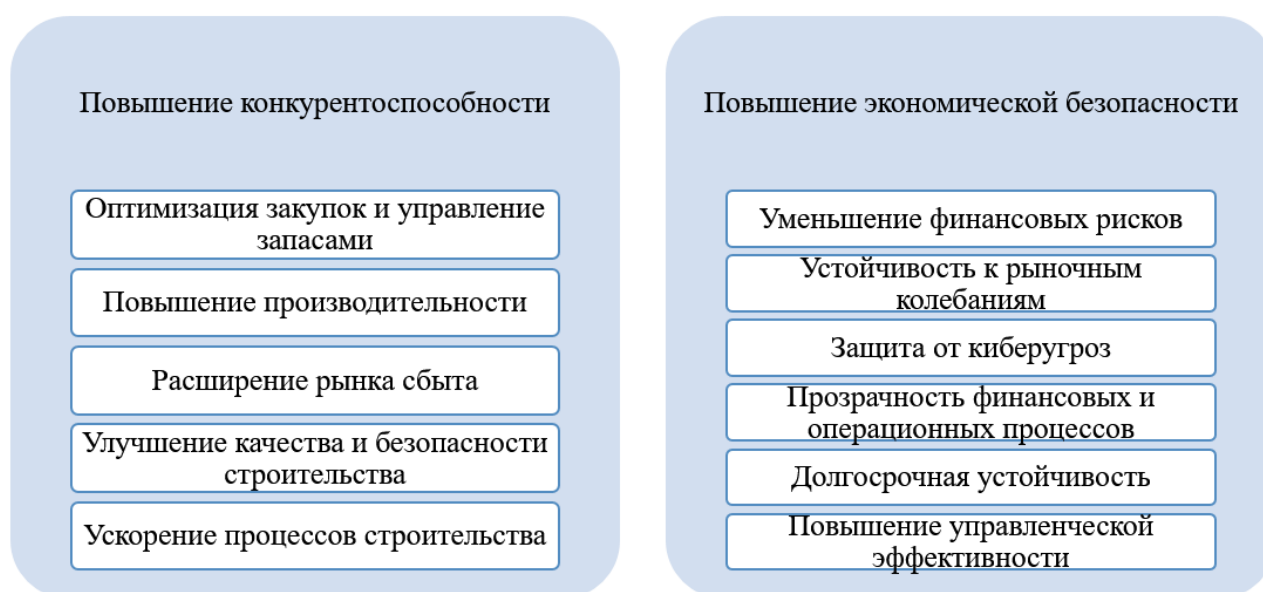 Повышение конкурентоспособности
Оптимизация закупок и управление
запасами
Повышение производительности
Расширение рынка сбыта
Улучшение качества и безопасности
строительства
Ускорение процессов строительства
Повышение экономической безопасности
Уменьшение финансовых рисков
Устойчивость к рыночным
колебаниям
Защита от киберугроз
Прозрачность финансовых и
операционных процессов
Долгосрочная устойчивость
Повышение управленческой
эффективности